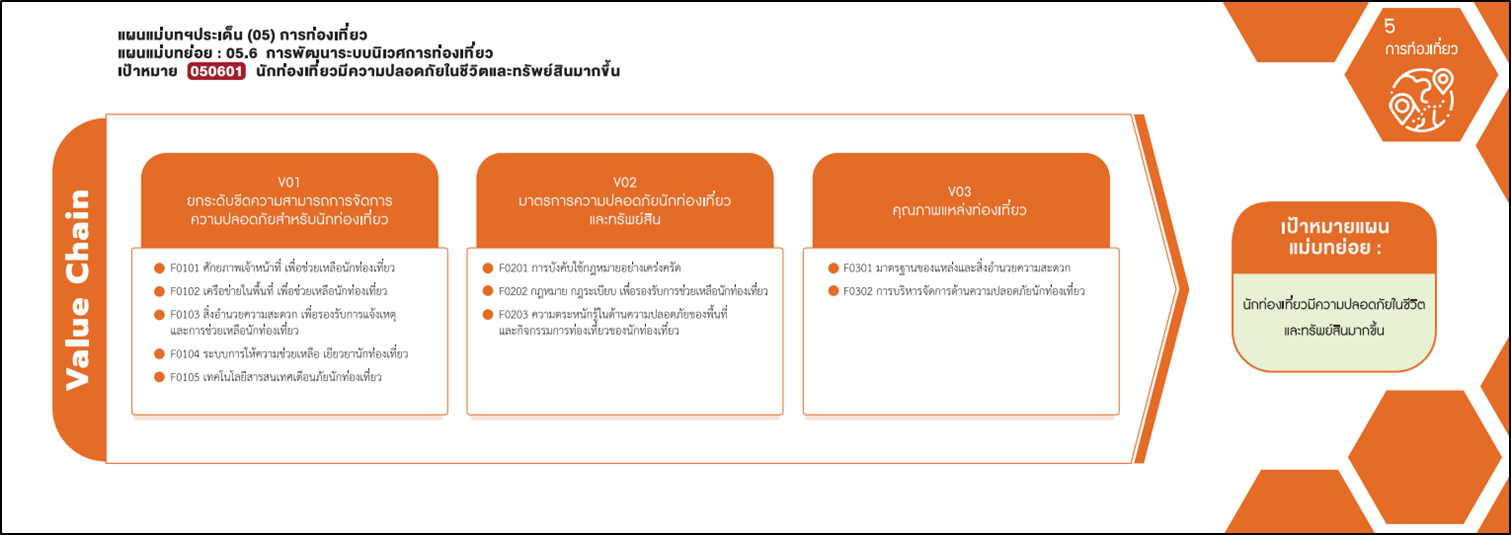 แผนแม่บทฯประเด็น (05) การท่องเที่ยว
แผนแม่บทย่อย : 05.6 การพัฒนาระบบนิเวศการท่องเที่ยว
เป้าหมาย 050601 นักท่องเที่ยวมีความปลอดภัยในชีวิตและทรัพย์สินมากขึ้น
5
การท่องเที่ยว
Value Chain
V01
ยกระดับขีดความสามารถการจัดการ
ความปลอดภัยสำหรับนักท่องเที่ยว
F0101 ศักยภาพเจ้าหน้าที่ เพื่อช่วยเหลือนักท่องเที่ยว
F0102 เครือข่ายในพื้นที่ เพื่อช่วยเหลือนักท่องเที่ยว
F0103 สิ่งอำนวยความสะดวก เพื่อรองรับการแจ้งเหตุ
และการช่วยเหลือนักท่องเที่ยว
F0104 ระบบการให้ความช่วยเหลือ เยียวยานักท่องเที่ยว
F0105 เทคโนโลยีสารสนเทศเตือนภัยนักท่องเที่ยว
V02
มาตรการความปลอดภัยนักท่องเที่ยว
และทรัพย์สิน
F0201 การบังคับใช้กฎหมายอย่างเคร่งครัด
F0202 กฎหมาย กฎระเบียบ เพื่อรองรับการช่วยเหลือนักท่องเที่ยว
F0203 ความตระหนักรู้ในด้านความปลอดภัยของพื้นที่
และกิจกรรมการท่องเที่ยวของนักท่องเที่ยว
V03
คุณภาพแหล่งท่องเที่ยว
F0301 มาตรฐานของแหล่งและสิ่งอำนวยความสะดวก
F0302 การบริหารจัดการด้านความปลอดภัยนักท่องเที่ยว
เป้าหมายแผน
แม่บทย่อย :
นักท่องเที่ยวมีความปลอดภัยในชีวิต
และทรัพย์สินมากขึ้น